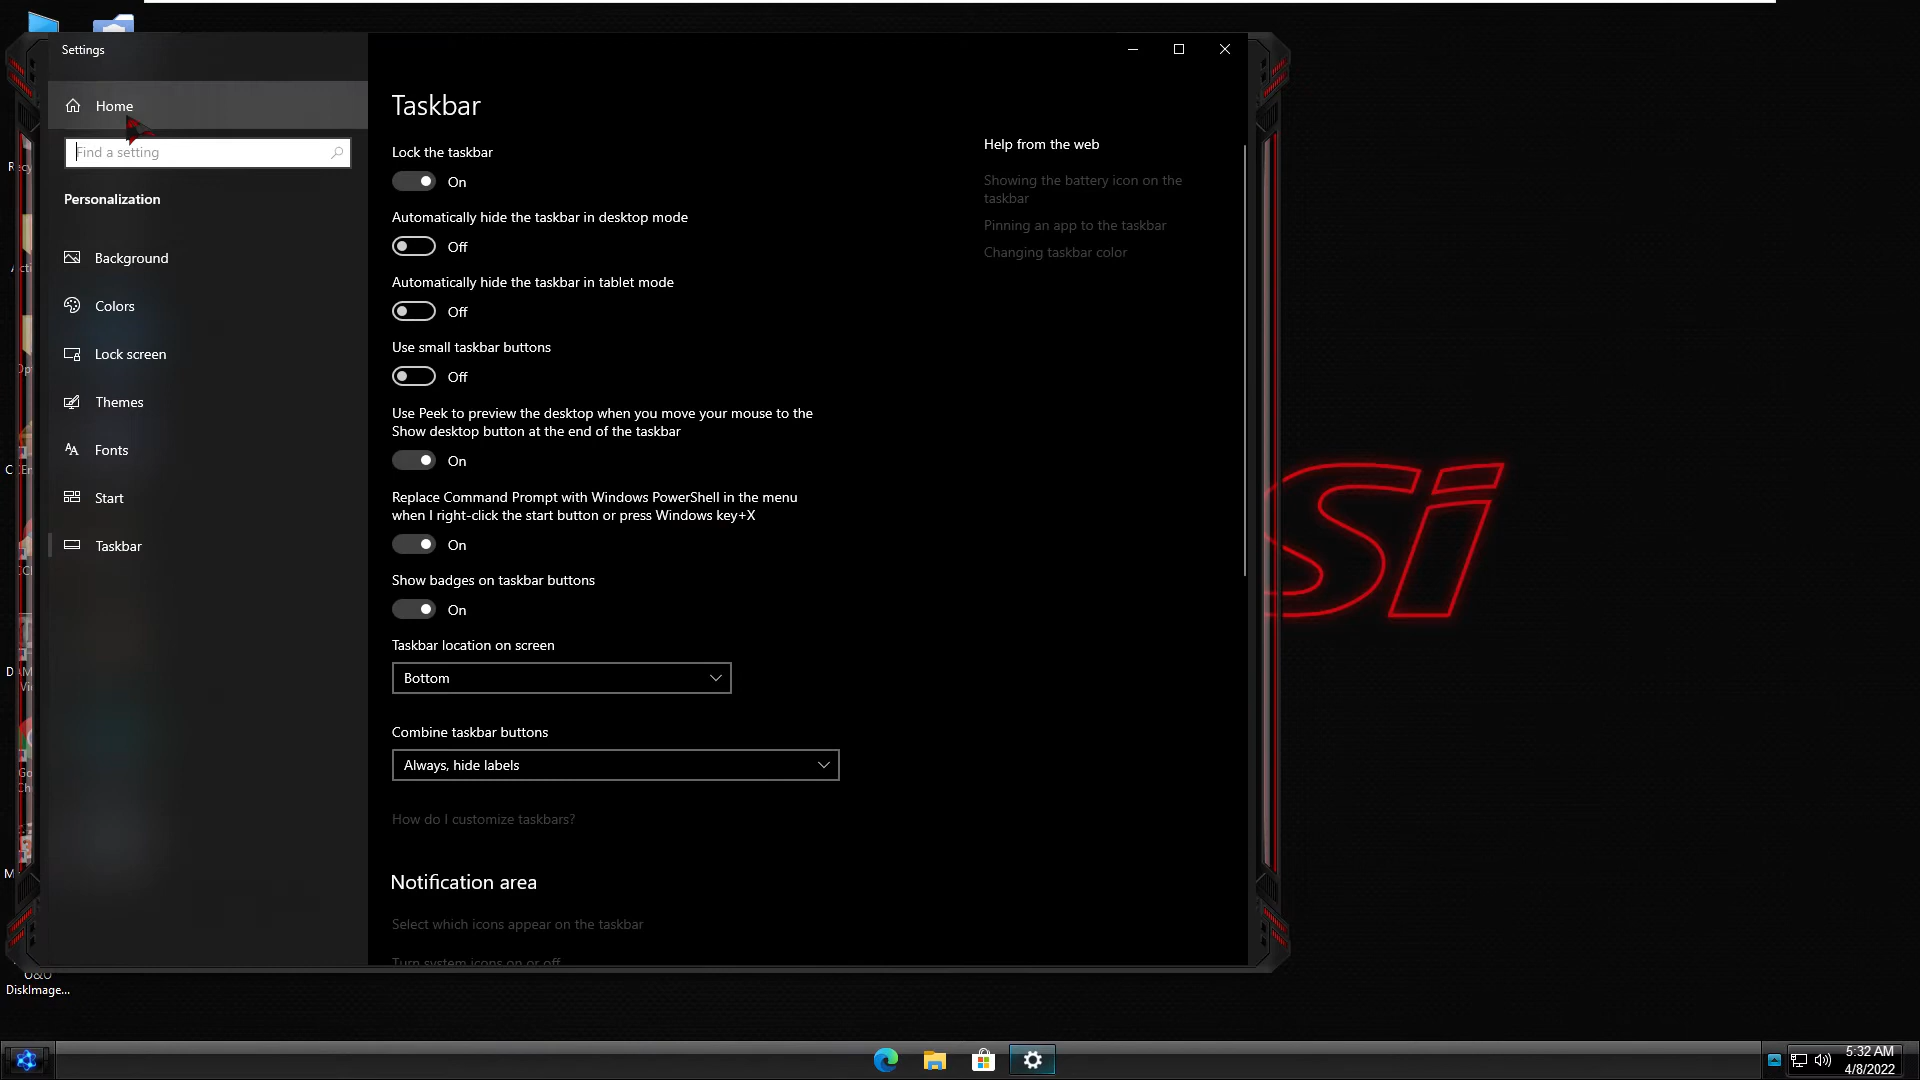 Settings
Home
Find a setting
Personalization
Background
Colors
Lock screen
Themes
Fonts
Start
Taskbar
Taskbar
Lock the taskbar
On
Automatically hide the taskbar in desktop mode
Off
Automatically hide the taskbar in tablet mode
Off
Use small taskbar buttons
Off
Use Peek to preview the desktop when you move your mouse to the
Show desktop button at the end of the taskbar
On
Replace Command Prompt with Windows PowerShell in the menu
when I right-click the start button or press Windows key+X
On
Show badges on taskbar buttons
On
Taskbar location on screen
Bottom
Combine taskbar buttons
Always, hide labels
How do I customize taskbars?
Notification area
Select which icons appear on the taskbar
Turn system icons on or off
Help from the web
Showing the battery icon on the
taskbar
Pinning an app to the taskbar
Changing taskbar color
Si
DiskImage...
5:32 AM
4/8/2022